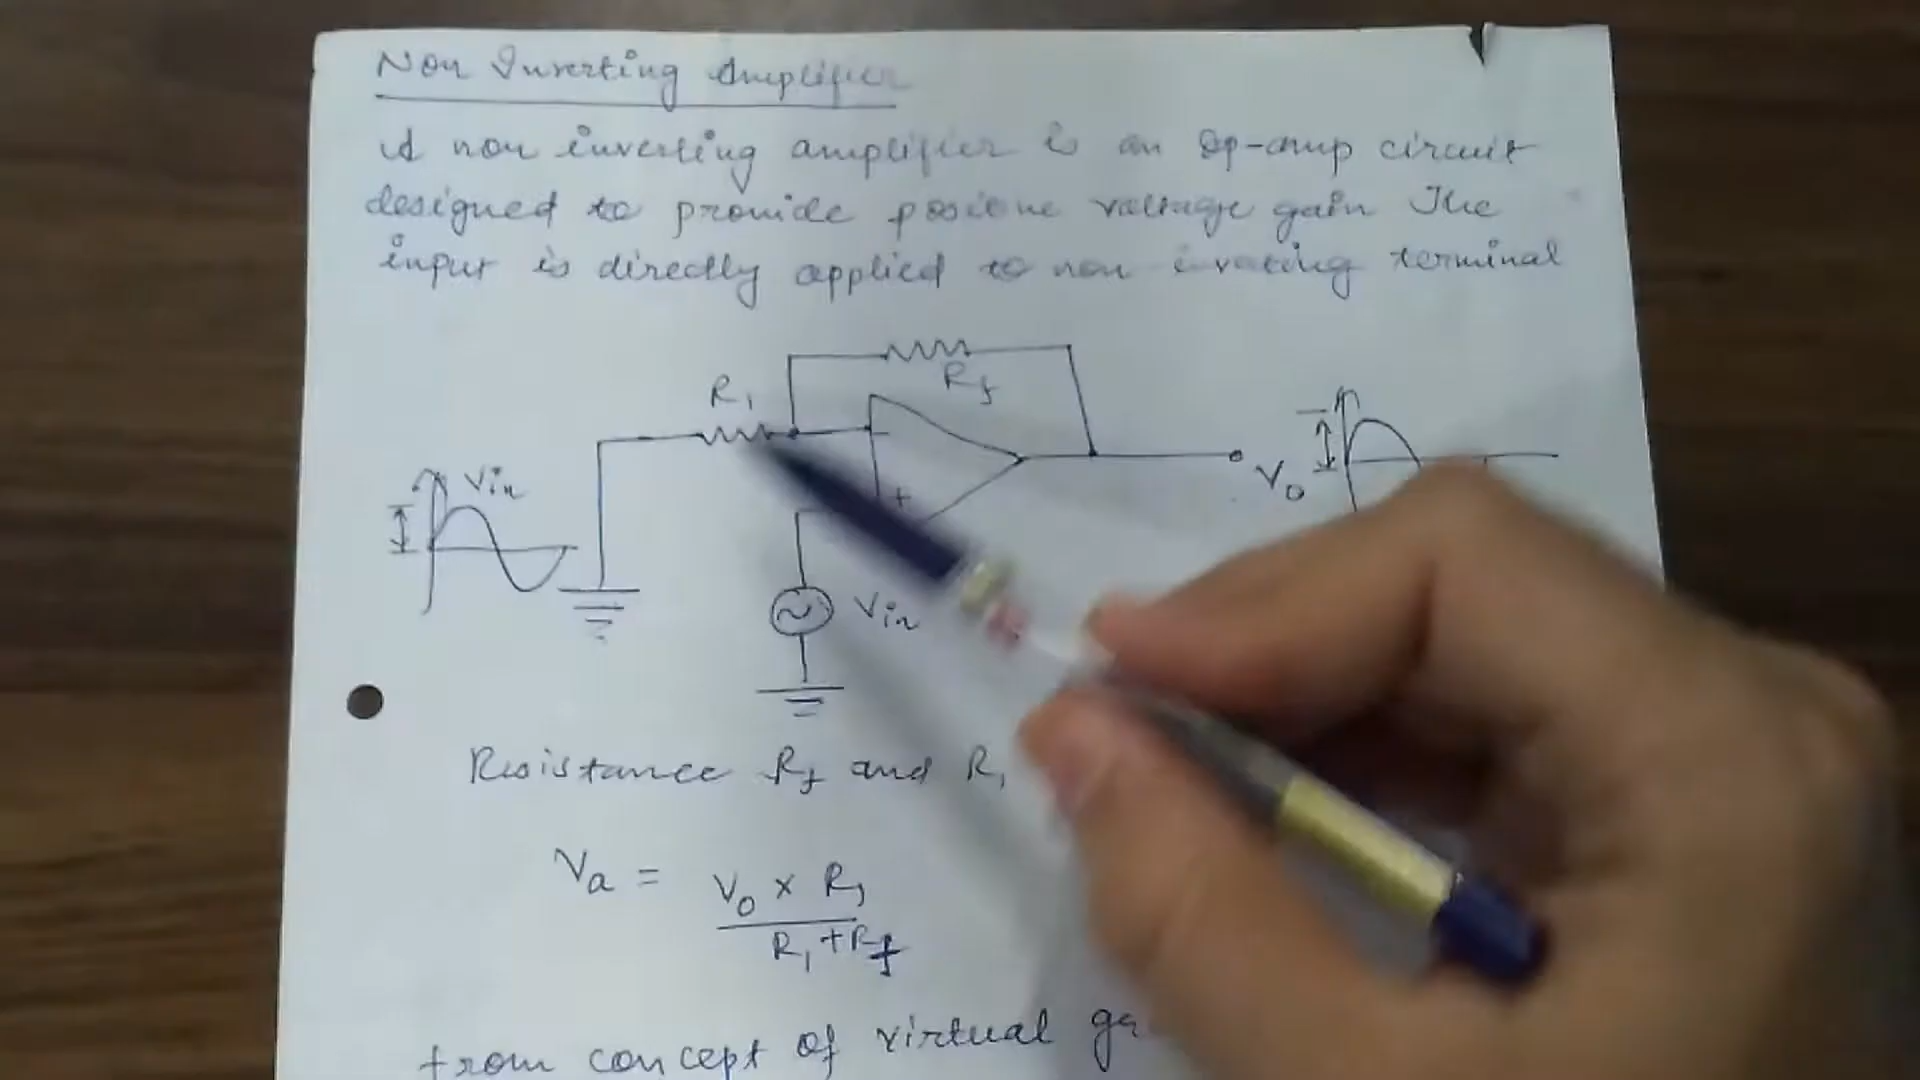 Non Inverting Amplifier
A non inverting amplifier is an op-amp circuit
designed to provide positive voltage gain The
input is directly applied to non inverting terminal
Rf
R1
-
+
Vin
Vo
Vin
Resistance Rf and R1
Va = Vo x R1
R1 + Rf
from concept of virtual